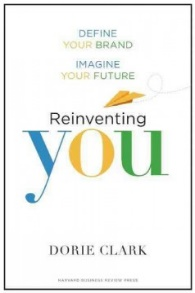 DEFINE
YOUR BRAND
IMAGINE
YOUR FUTURE
Reinventing
you
DORIE CLARK
HARVARD BUSINESS REVIEW PRESS